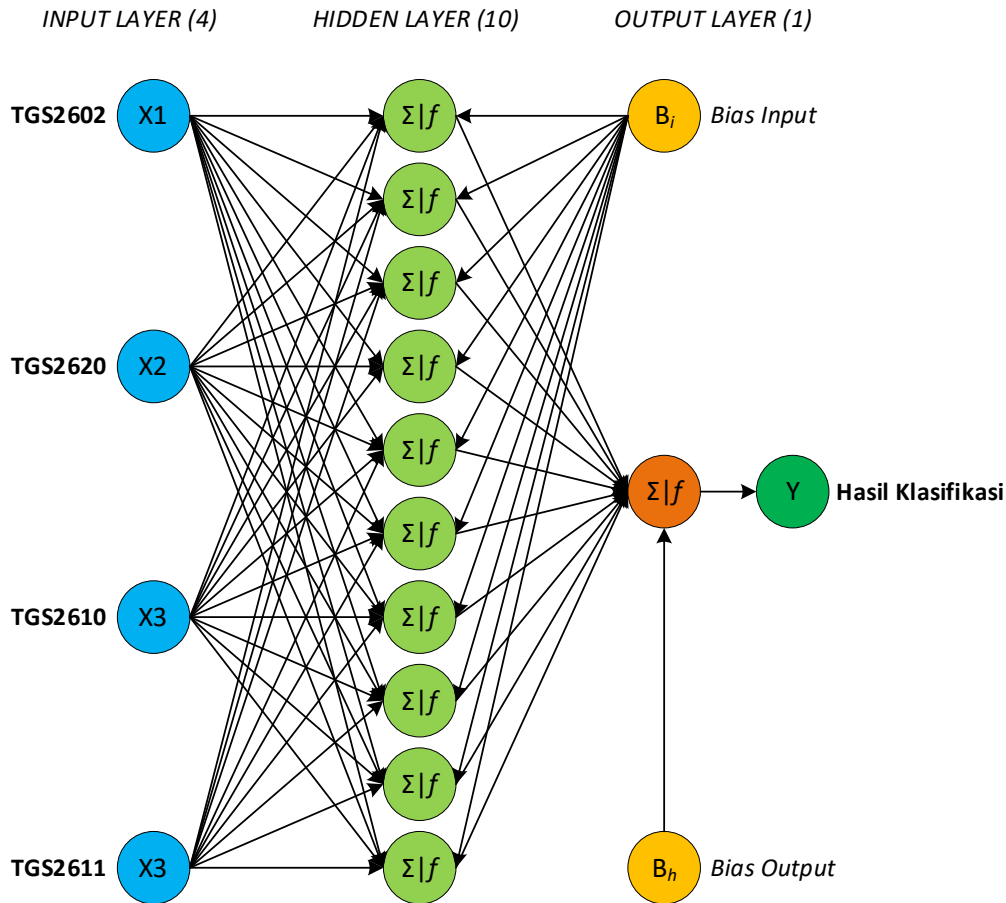 INPUT LAYER (4) HIDDEN LAYER (10) OUTPUT LAYER (1)
TGS2602 X1 Σ|f Bi Bias Input
Σ|f
Σ|f
TGS2620 X2 Σ|f
Σ|f
Σ|f Y Hasil Klasifikasi
Σ|f
TGS2610 X3 Σ|f
Σ|f
Σ|f
TGS2611 X3 Σ|f Bh Bias Output